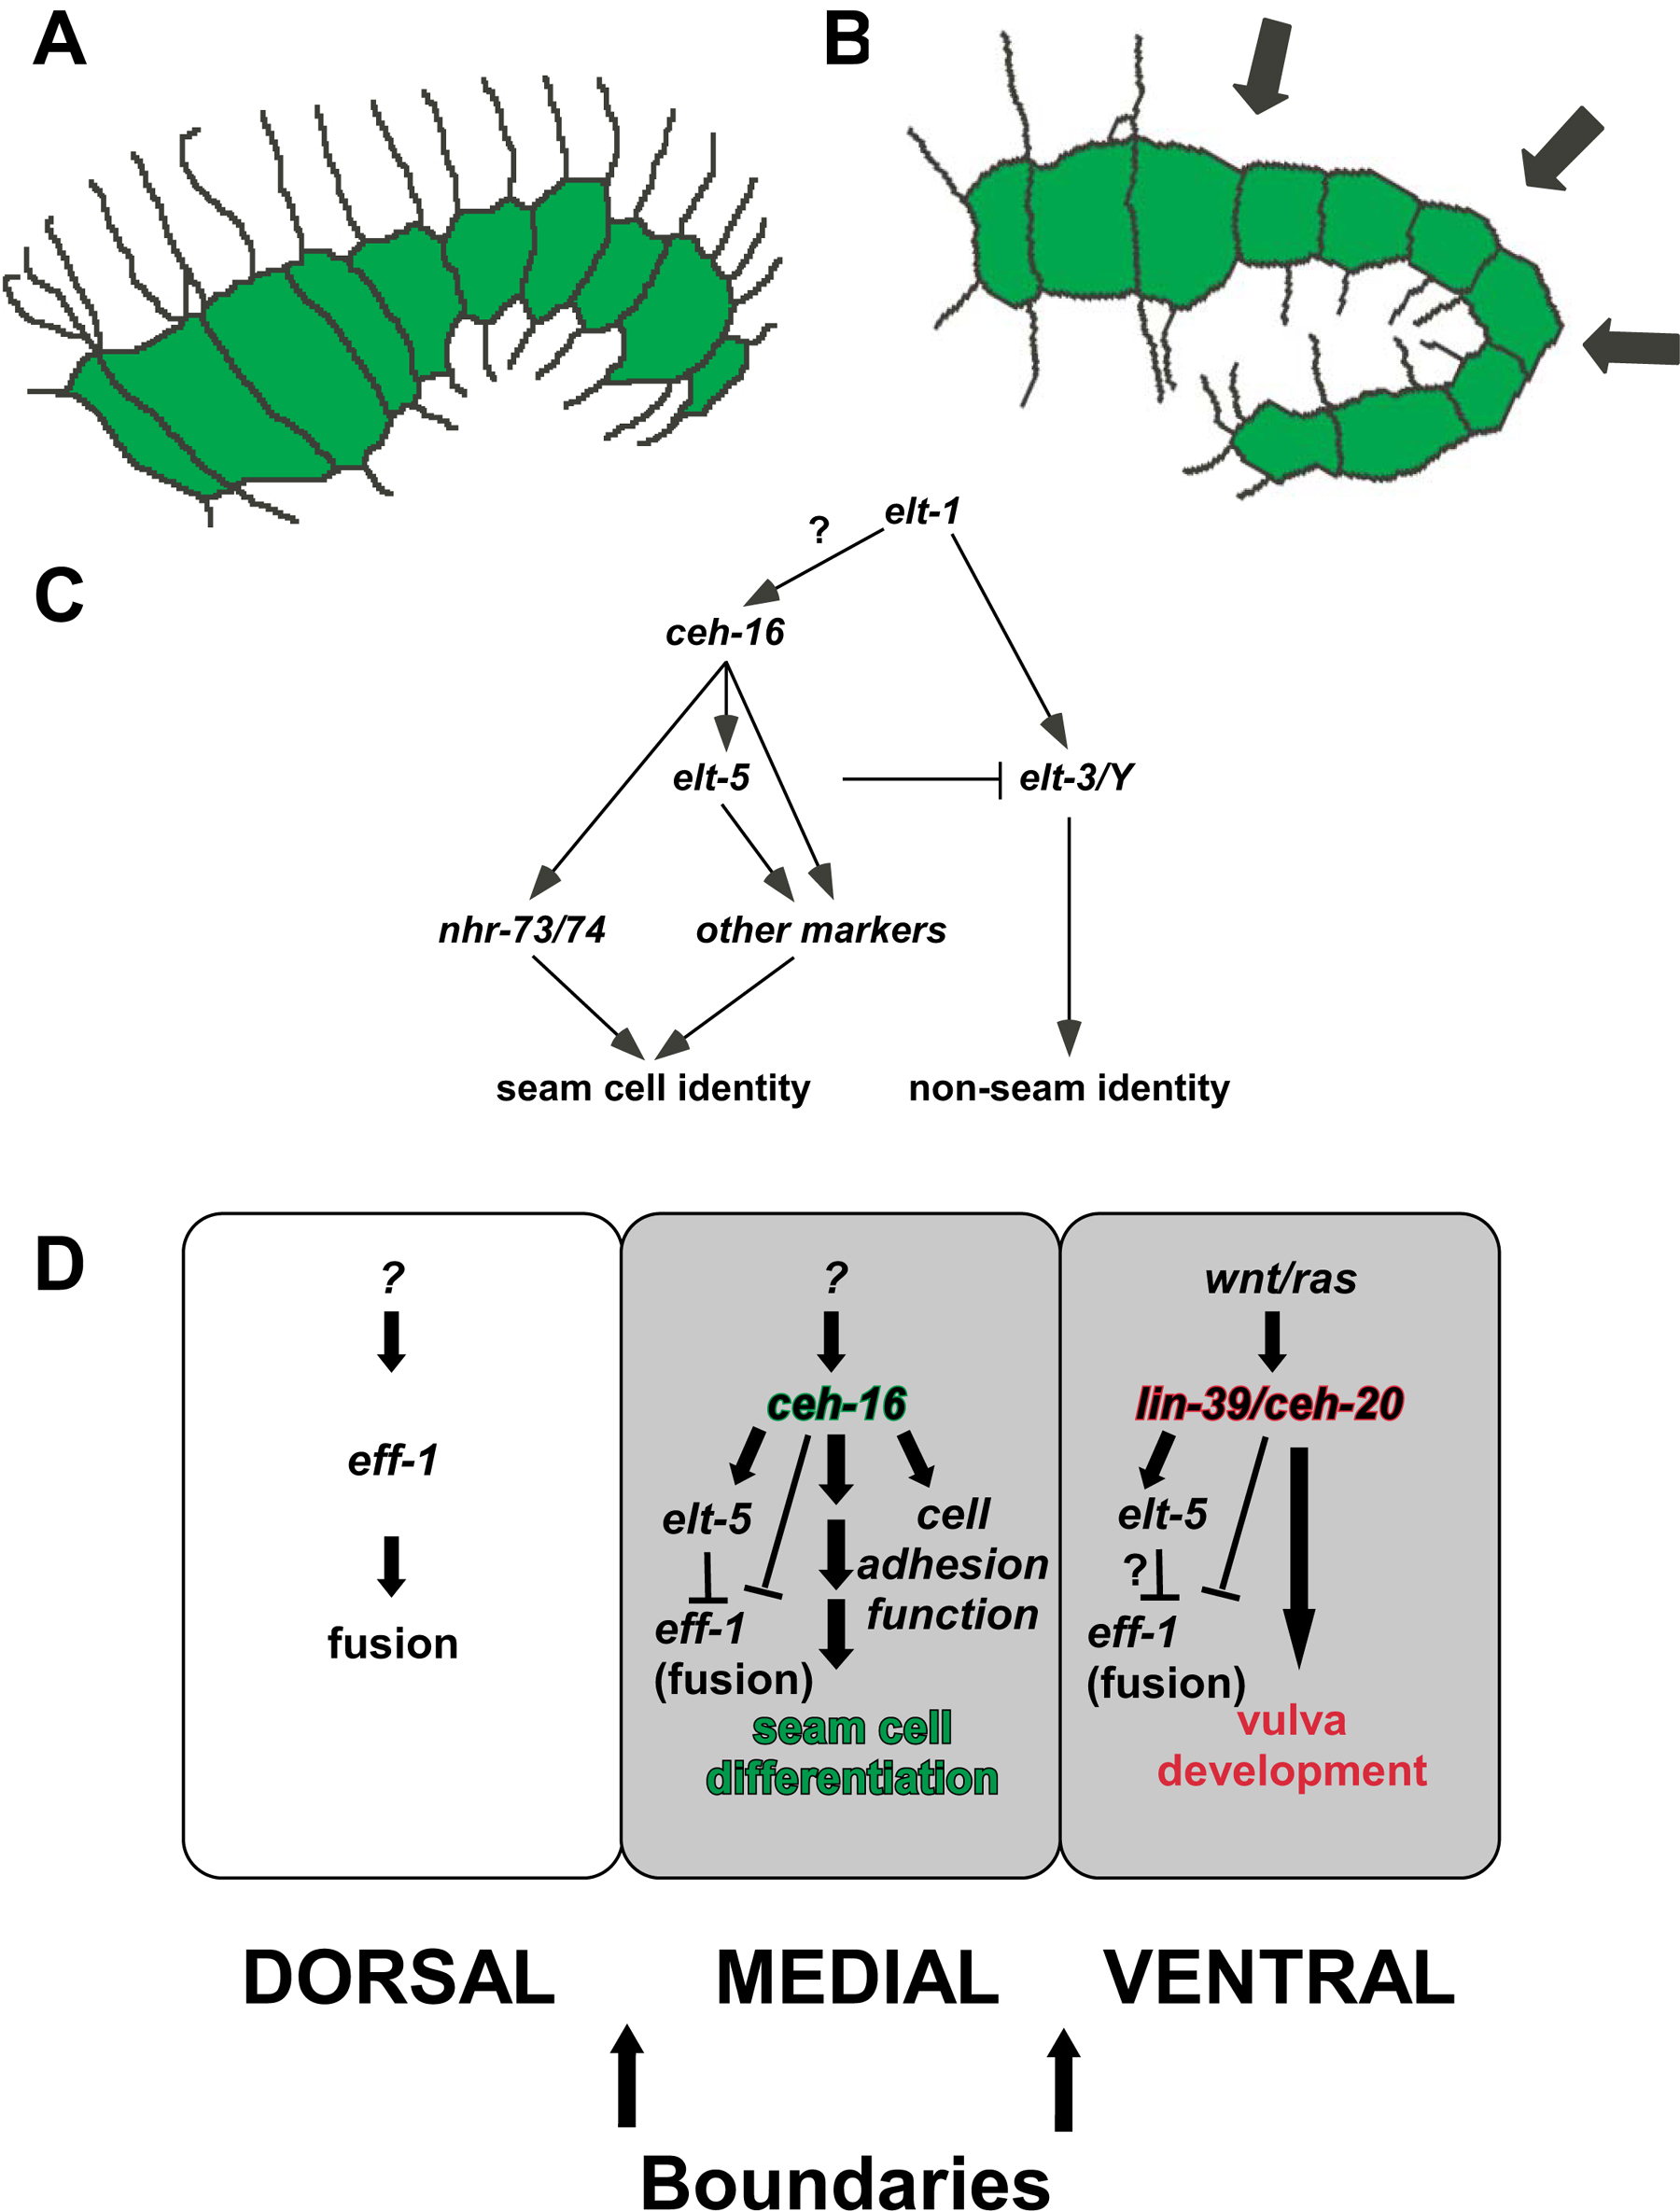 A
B
elt-1
?
C
ceh-16
elt-5
elt-3/Y
nhr-73/74
other markers
seam cell identity
non-seam identity
D
?
eff-1
fusion
?
ceh-16
elt-5
eff-1
(fusion)
cell
adhesion
function
seam cell
differentiation
wnt/ras
lin-39/ceh-20
elt-5
?
eff-1
(fusion)
vulva
development
DORSAL
MEDIAL
VENTRAL
Boundaries